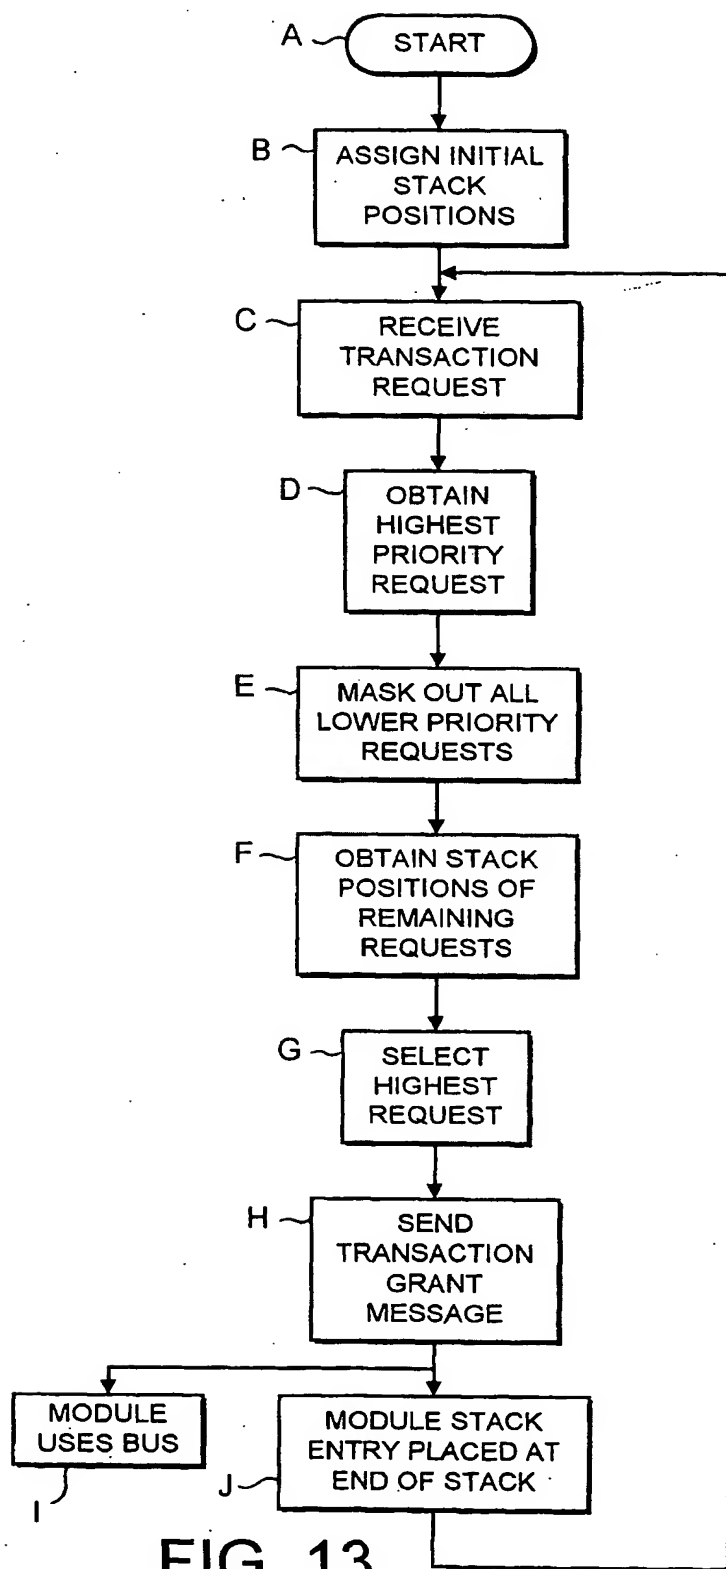 A
START
B
ASSIGN INITIAL
STACK
POSITIONS
C
RECEIVE
TRANSACTION
REQUEST
D
OBTAIN
HIGHEST
PRIORITY
REQUEST
E
MASK OUT ALL
LOWER PRIORITY
REQUESTS
F
OBTAIN STACK
POSITIONS OF
REMAINING
REQUESTS
G
SELECT
HIGHEST
REQUEST
H
SEND
TRANSACTION
GRANT
MESSAGE
MODULE
USES BUS
I
MODULE STACK
ENTRY PLACED AT
END OF STACK
J
FIG. 13